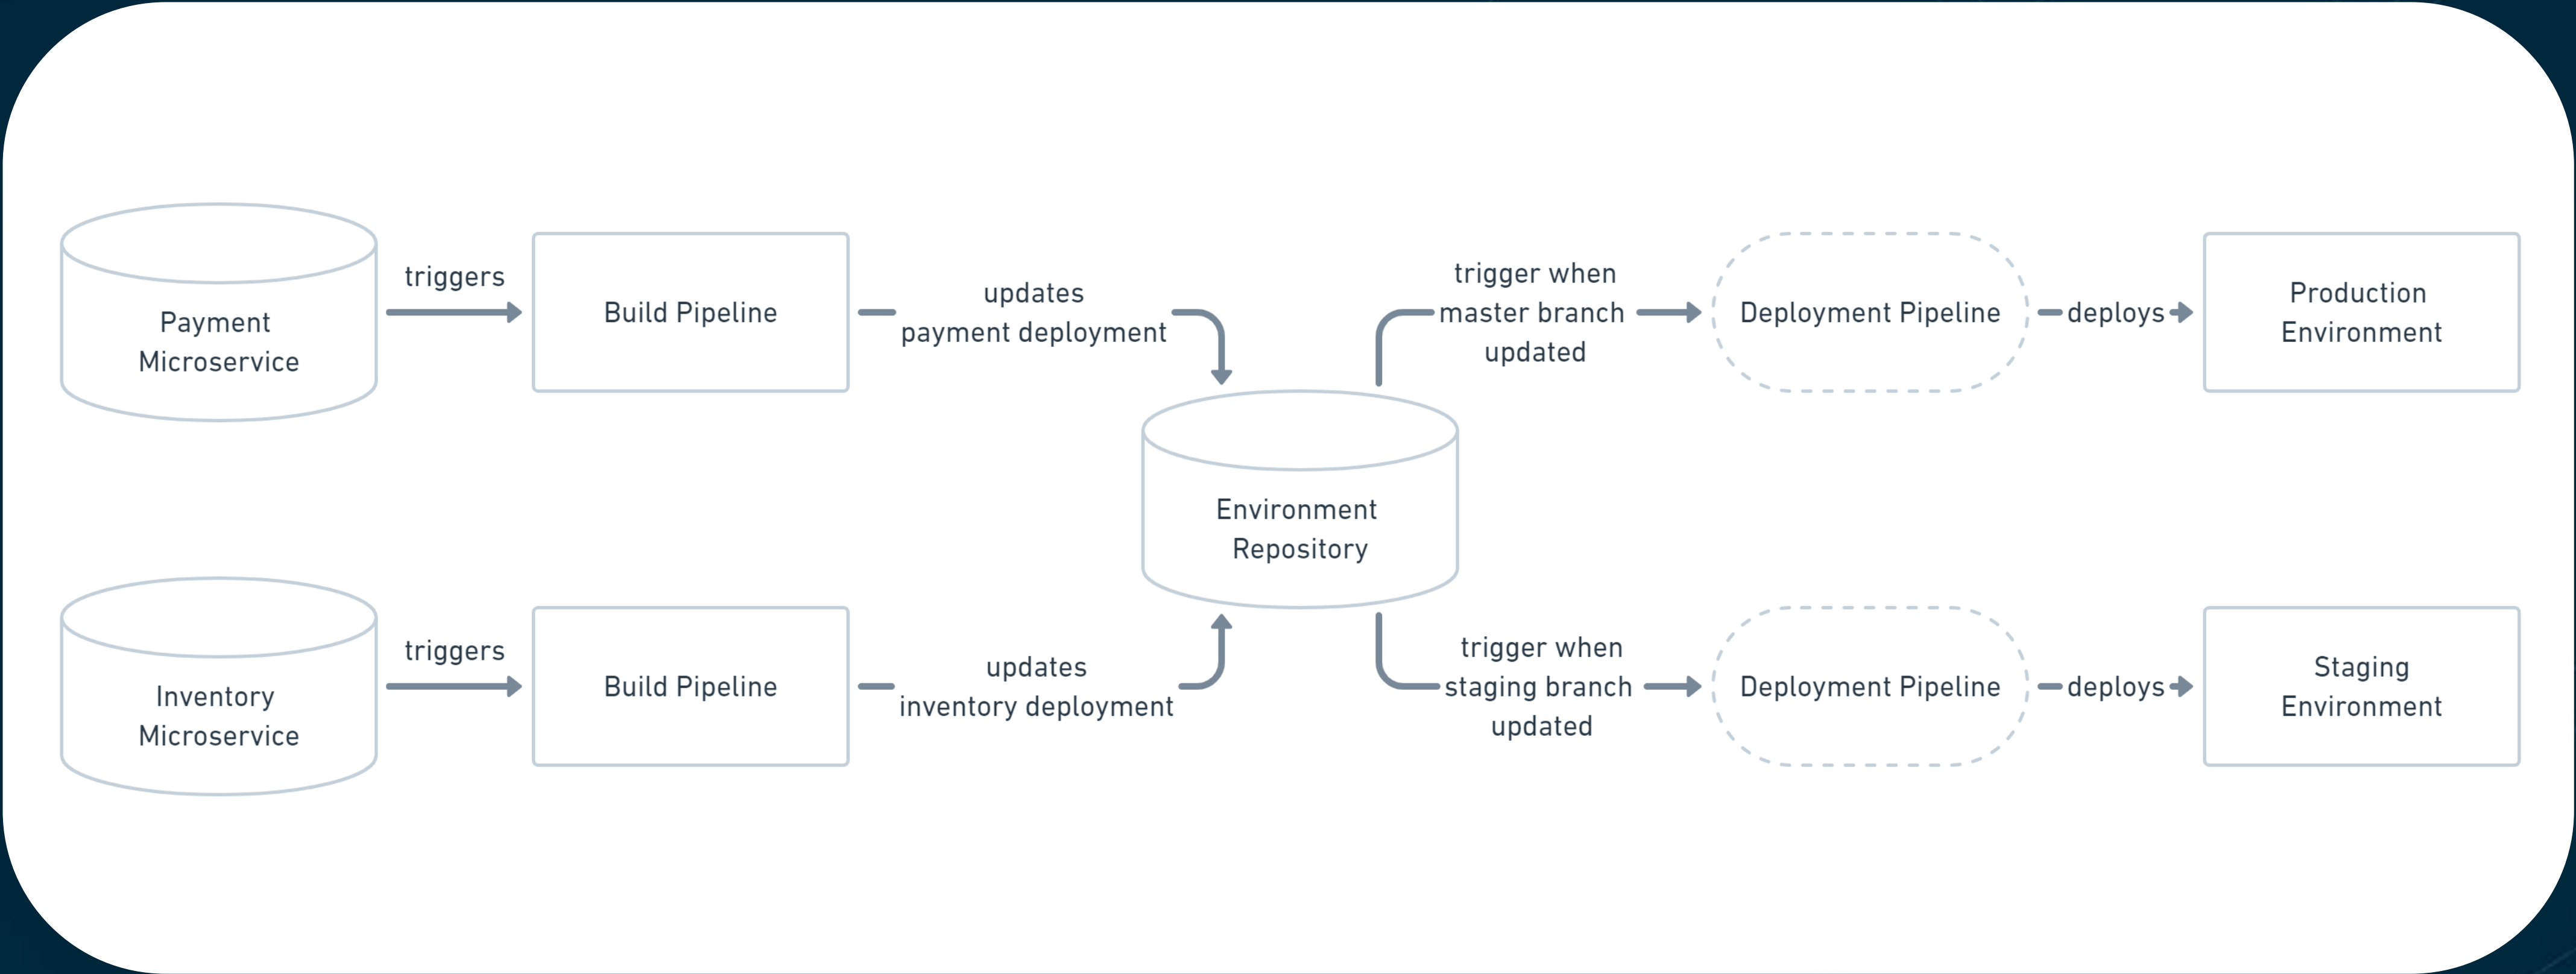 Payment
Microservice
triggers
Build Pipeline
updates
payment deployment
Environment
Repository
trigger when
master branch
updated
Deployment Pipeline
deploys
Production
Environment
Inventory
Microservice
triggers
Build Pipeline
updates
inventory deployment
trigger when
staging branch
updated
Deployment Pipeline
deploys
Staging
Environment